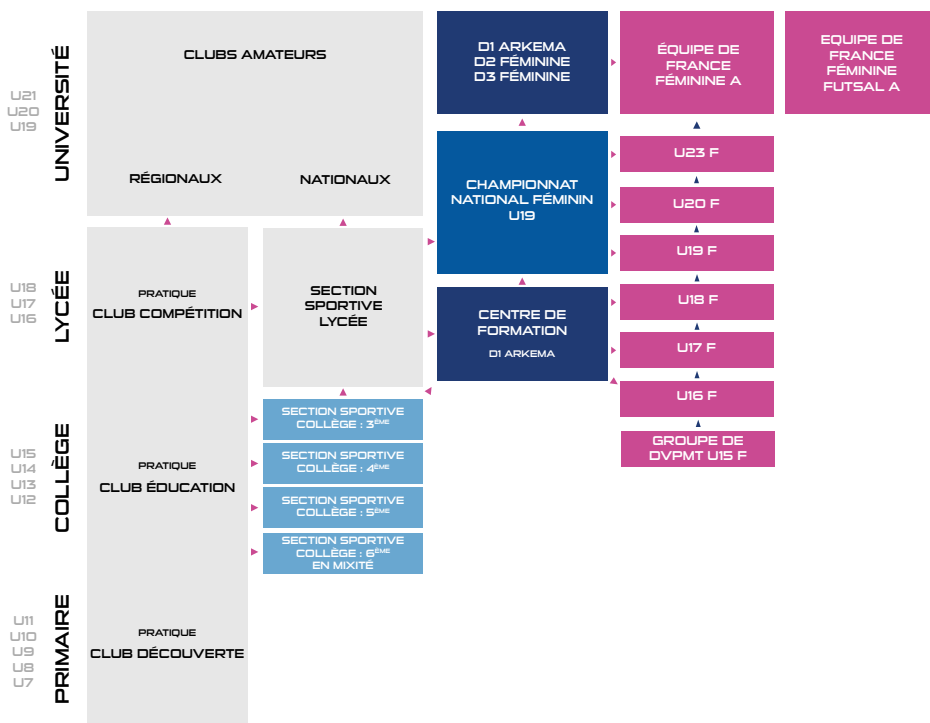 UNIVERSITÉ
U21
U20
U19
CLUBS AMATEURS
RÉGIONAUX
NATIONAUX
D1 ARKEMA
D2 FÉMININE
D3 FÉMININE
ÉQUIPE DE
FRANCE
FÉMININE A
EQUIPE DE
FRANCE
FÉMININE
FUTSAL A
CHAMPIONNAT
NATIONAL FÉMININ
U19
U23 F
U20 F
U19 F
LYCÉE
U18
U17
U16
PRATIQUE
CLUB COMPÉTITION
SECTION
SPORTIVE
LYCÉE
CENTRE DE
FORMATION
D1 ARKEMA
U18 F
U17 F
U16 F
GROUPE DE
DVPMT U15 F
COLLÈGE
U15
U14
U13
U12
PRATIQUE
CLUB ÉDUCATION
SECTION SPORTIVE
COLLÈGE : 3ÈME
SECTION SPORTIVE
COLLÈGE : 4ÈME
SECTION SPORTIVE
COLLÈGE : 5ÈME
SECTION SPORTIVE
COLLÈGE : 6ÈME
EN MIXITÉ
PRIMAIRE
U11
U10
U9
U8
U7
PRATIQUE
CLUB DÉCOUVERTE